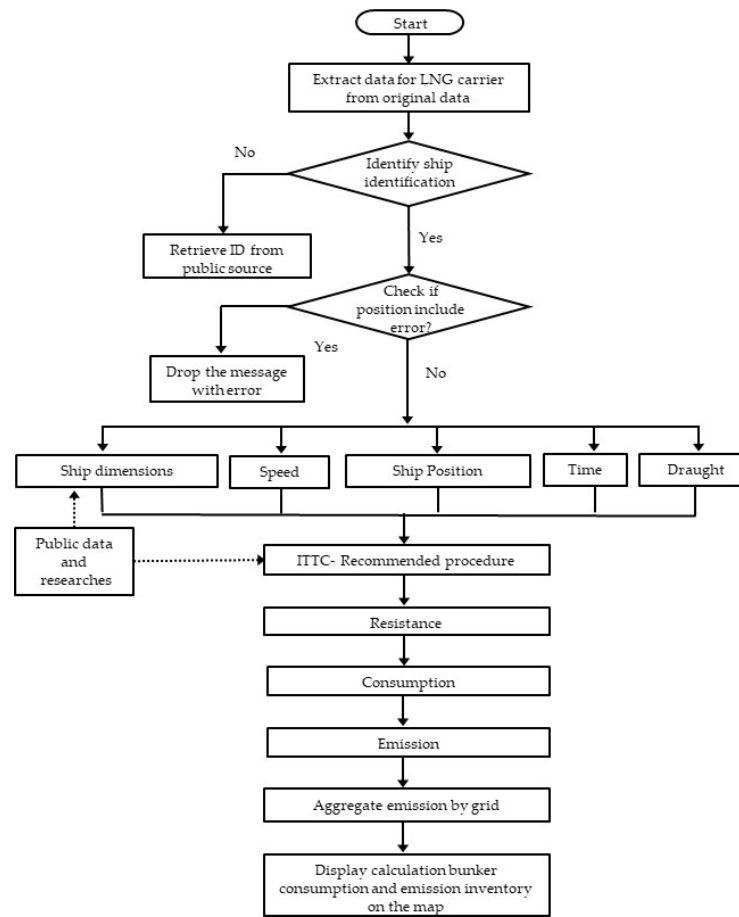 Start
Extract data for LNG carrier
from original data
No
Identify ship
identification
Yes
Retrieve ID from
public source
Check if
position include
error?
Yes
Drop the message
with error
No
Ship dimensions
Speed
Ship Position
Time
Draught
Public data
and
researches
ITTC- Recommended procedure
Resistance
Consumption
Emission
Aggregate emission by grid
Display calculation bunker
consumption and emission inventory
on the map